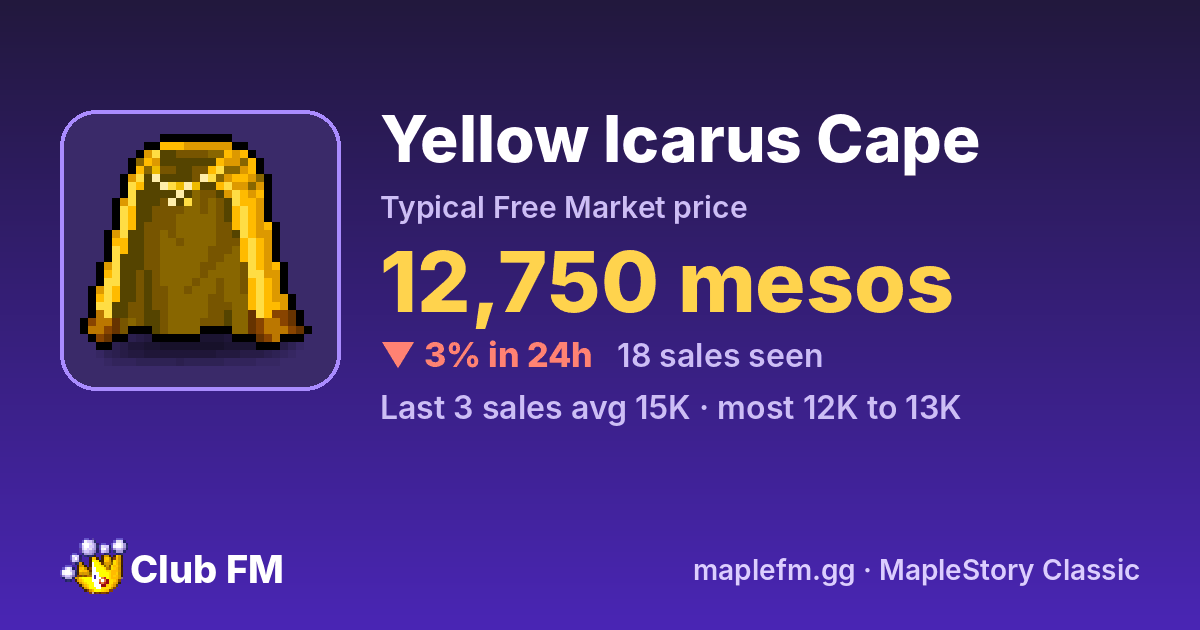 Yellow Icarus Cape
Typical Free Market price
12,750 mesos
▼ 3% in 24h 18 sales seen
Last 3 sales avg 15K · most 12K to 13K
Club FM
maplefm.gg · MapleStory Classic